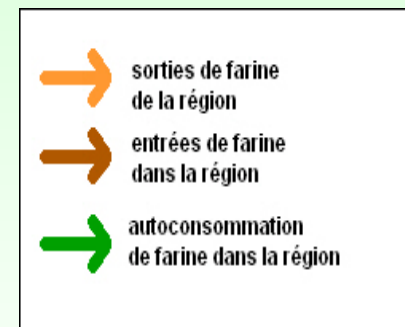 sorties de farine
de la région
entrées de farine
dans la région
autoconsommation
de farine dans la région